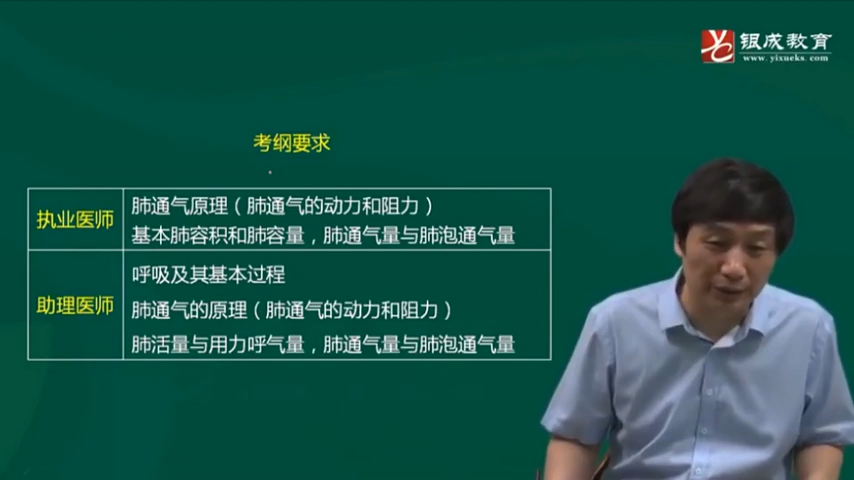 银成教育
www.yixueks.com
考纲要求
执业医师
肺通气原理（肺通气的动力和阻力）
基本肺容积和肺容量，肺通气量与肺泡通气量
助理医师
呼吸及其基本过程
肺通气的原理（肺通气的动力和阻力）
肺活量与用力呼气量，肺通气量与肺泡通气量